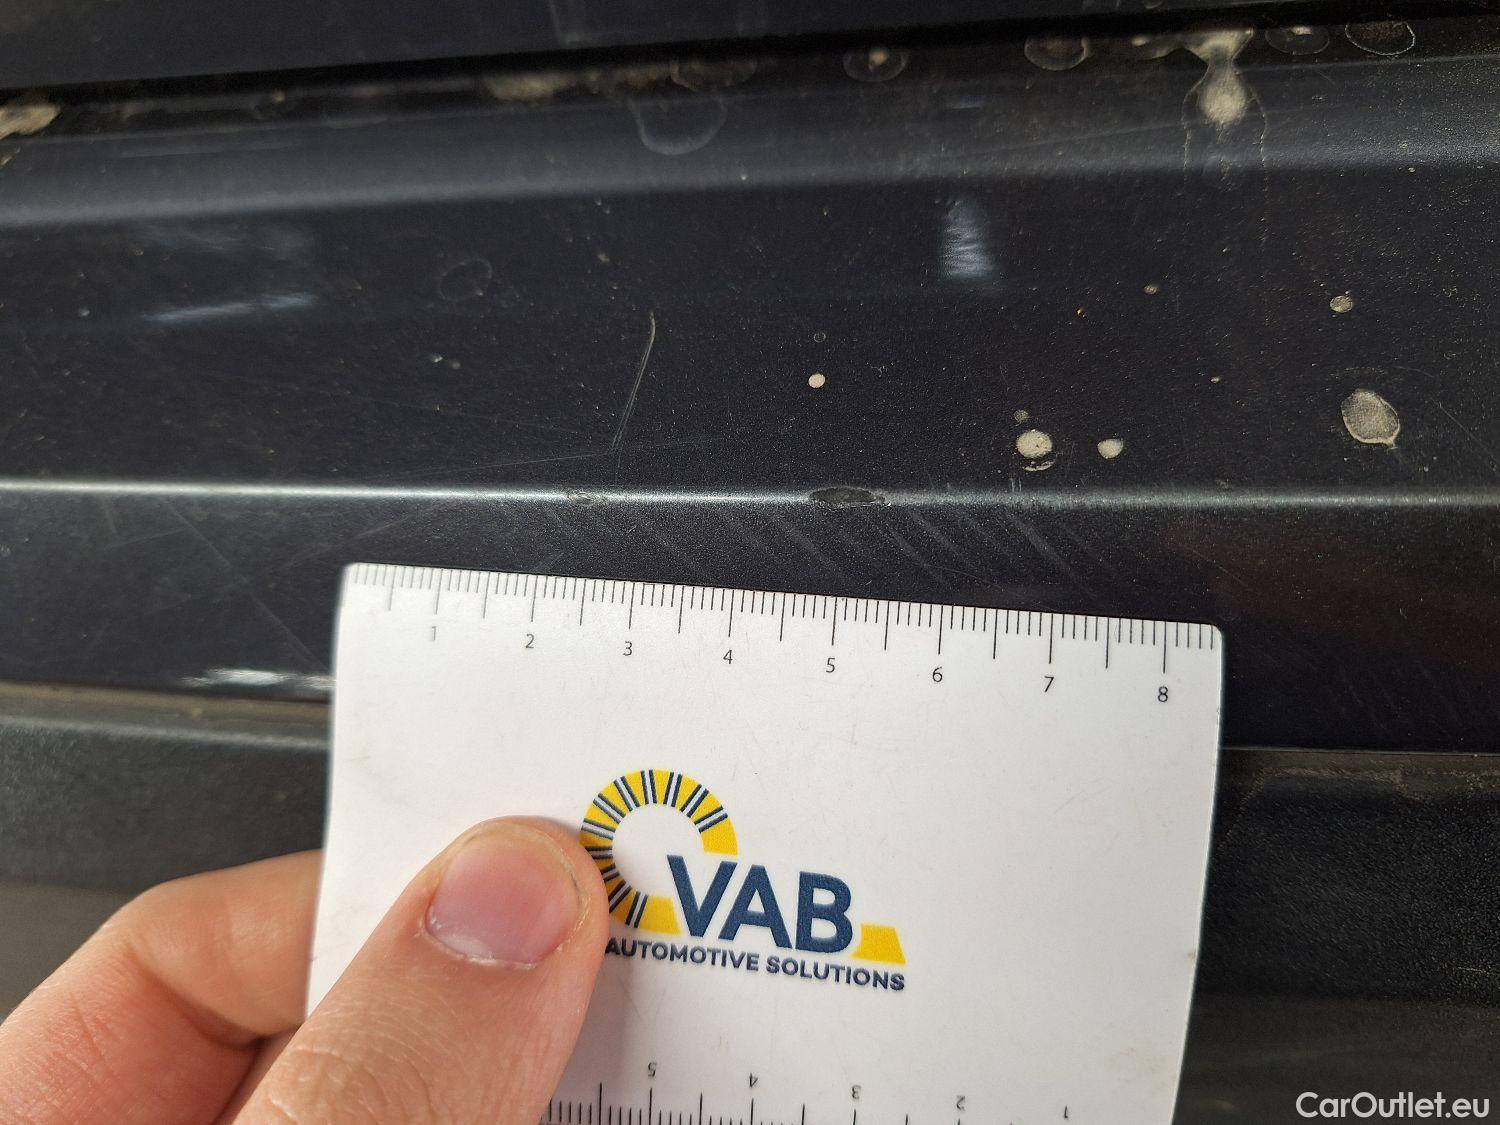 1 2 3 4 5 6 7 8
VAB
AUTOMOTIVE SOLUTIONS
5 4 3 2 1
CarOutlet.eu